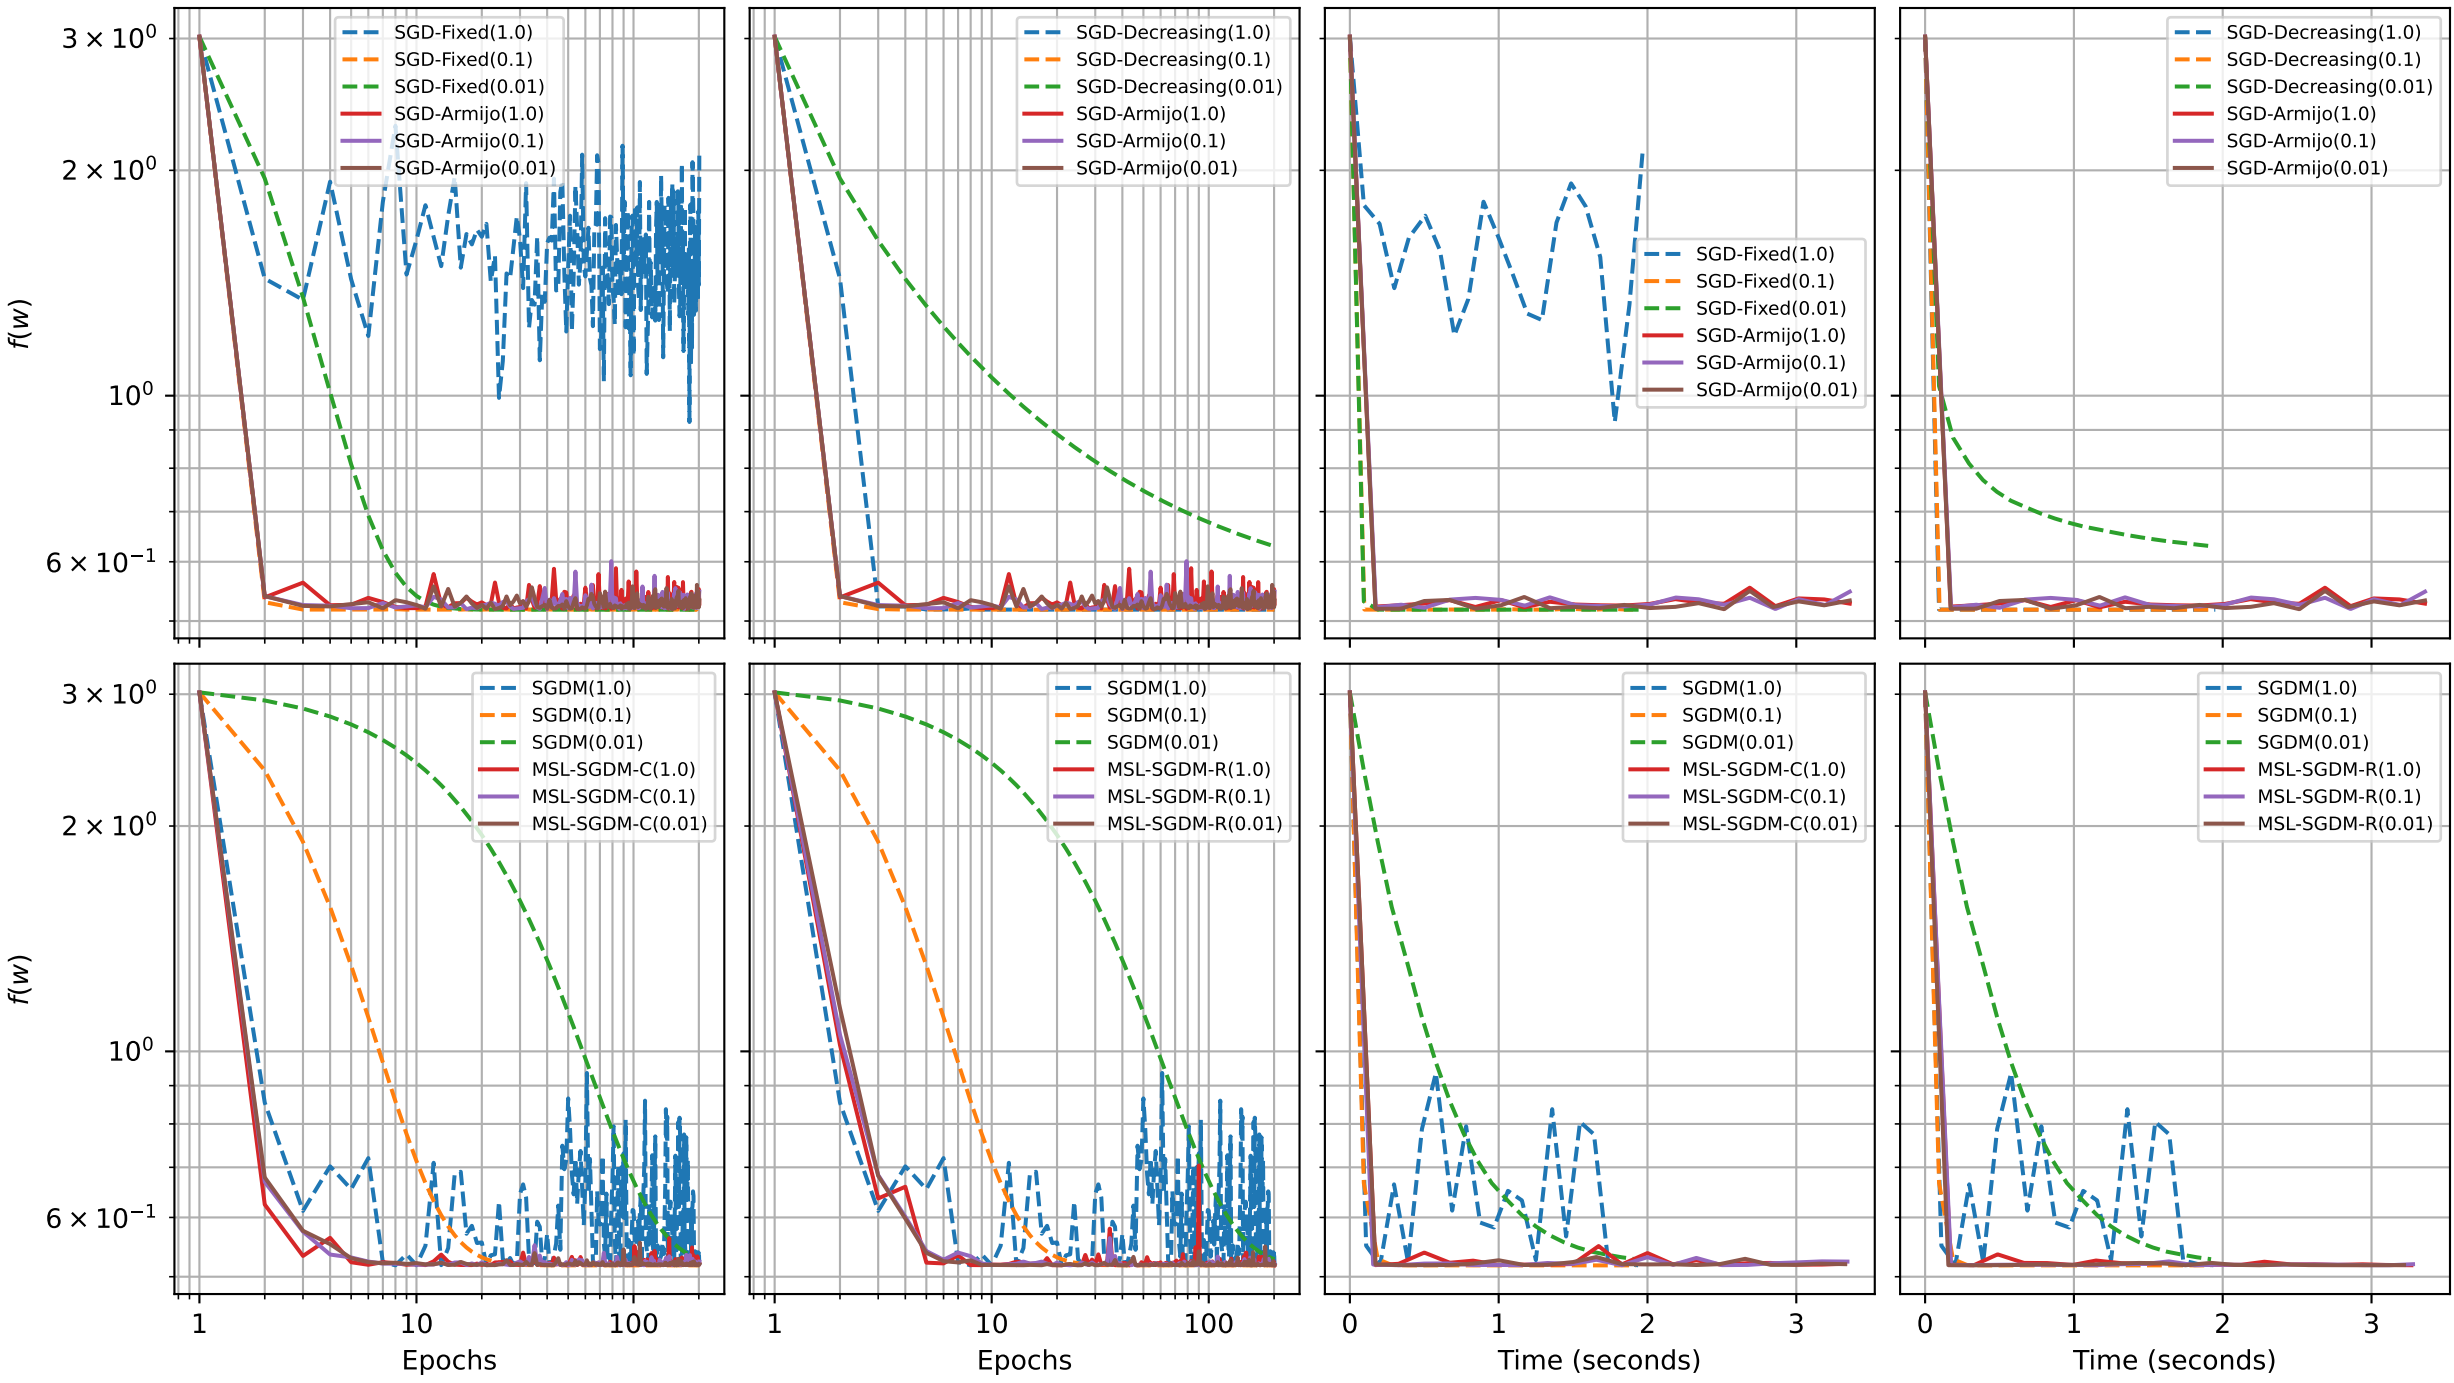 3 × 10⁰
2 × 10⁰
10⁰
6 × 10⁻¹
f(w)
SGD-Fixed(1.0)
SGD-Fixed(0.1)
SGD-Fixed(0.01)
SGD-Armijo(1.0)
SGD-Armijo(0.1)
SGD-Armijo(0.01)
SGD-Decreasing(1.0)
SGD-Decreasing(0.1)
SGD-Decreasing(0.01)
SGD-Armijo(1.0)
SGD-Armijo(0.1)
SGD-Armijo(0.01)
SGD-Fixed(1.0)
SGD-Fixed(0.1)
SGD-Fixed(0.01)
SGD-Armijo(1.0)
SGD-Armijo(0.1)
SGD-Armijo(0.01)
SGD-Decreasing(1.0)
SGD-Decreasing(0.1)
SGD-Decreasing(0.01)
SGD-Armijo(1.0)
SGD-Armijo(0.1)
SGD-Armijo(0.01)
3 × 10⁰
2 × 10⁰
10⁰
6 × 10⁻¹
f(w)
SGDM(1.0)
SGDM(0.1)
SGDM(0.01)
MSL-SGDM-C(1.0)
MSL-SGDM-C(0.1)
MSL-SGDM-C(0.01)
1 10 100
Epochs
SGDM(1.0)
SGDM(0.1)
SGDM(0.01)
MSL-SGDM-R(1.0)
MSL-SGDM-R(0.1)
MSL-SGDM-R(0.01)
1 10 100
Epochs
SGDM(1.0)
SGDM(0.1)
SGDM(0.01)
MSL-SGDM-C(1.0)
MSL-SGDM-C(0.1)
MSL-SGDM-C(0.01)
0 1 2 3
Time (seconds)
SGDM(1.0)
SGDM(0.1)
SGDM(0.01)
MSL-SGDM-R(1.0)
MSL-SGDM-R(0.1)
MSL-SGDM-R(0.01)
0 1 2 3
Time (seconds)